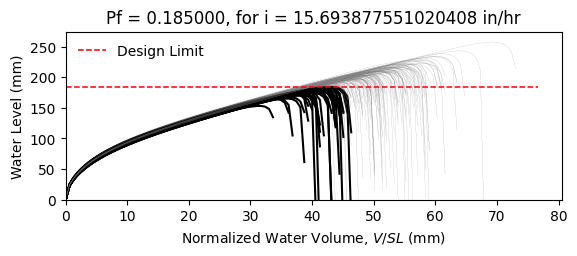 Pf = 0.185000, for i = 15.693877551020408 in/hr
Water Level (mm)
250
200
150
100
50
0
Design Limit
0 10 20 30 40 50 60 70 80
Normalized Water Volume, V/SL (mm)